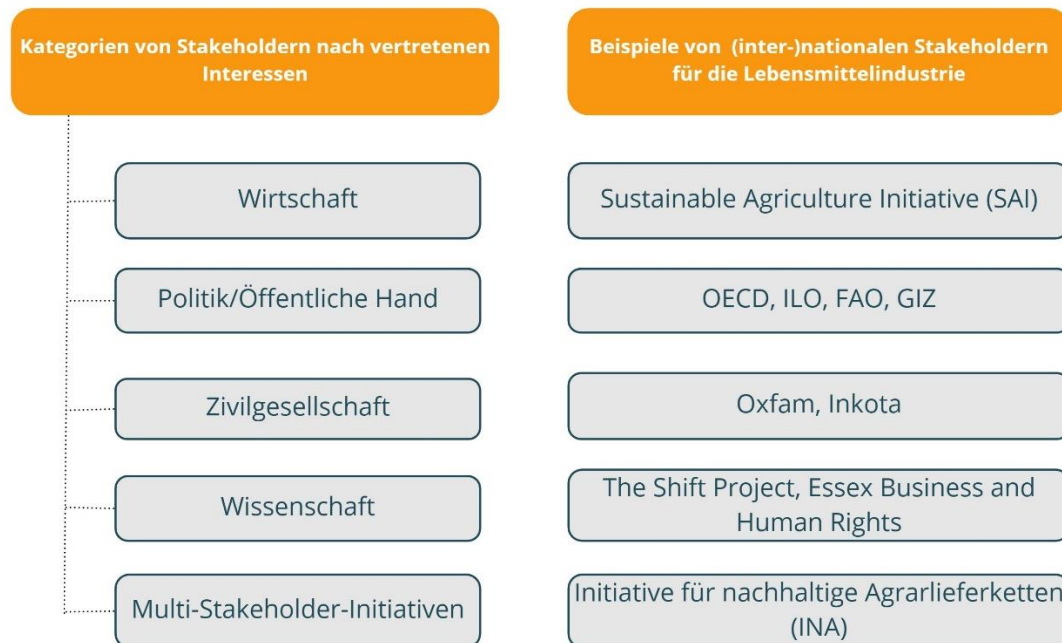 Kategorien von Stakeholdern nach vertretenen
Interessen
Beispiele von (inter-)nationalen Stakeholdern
für die Lebensmittelindustrie
Wirtschaft
Sustainable Agriculture Initiative (SAI)
Politik/Öffentliche Hand
OECD, ILO, FAO, GIZ
Zivilgesellschaft
Oxfam, Inkota
Wissenschaft
The Shift Project, Essex Business and
Human Rights
Multi-Stakeholder-Initiativen
Initiative für nachhaltige Agrarlieferketten
(INA)